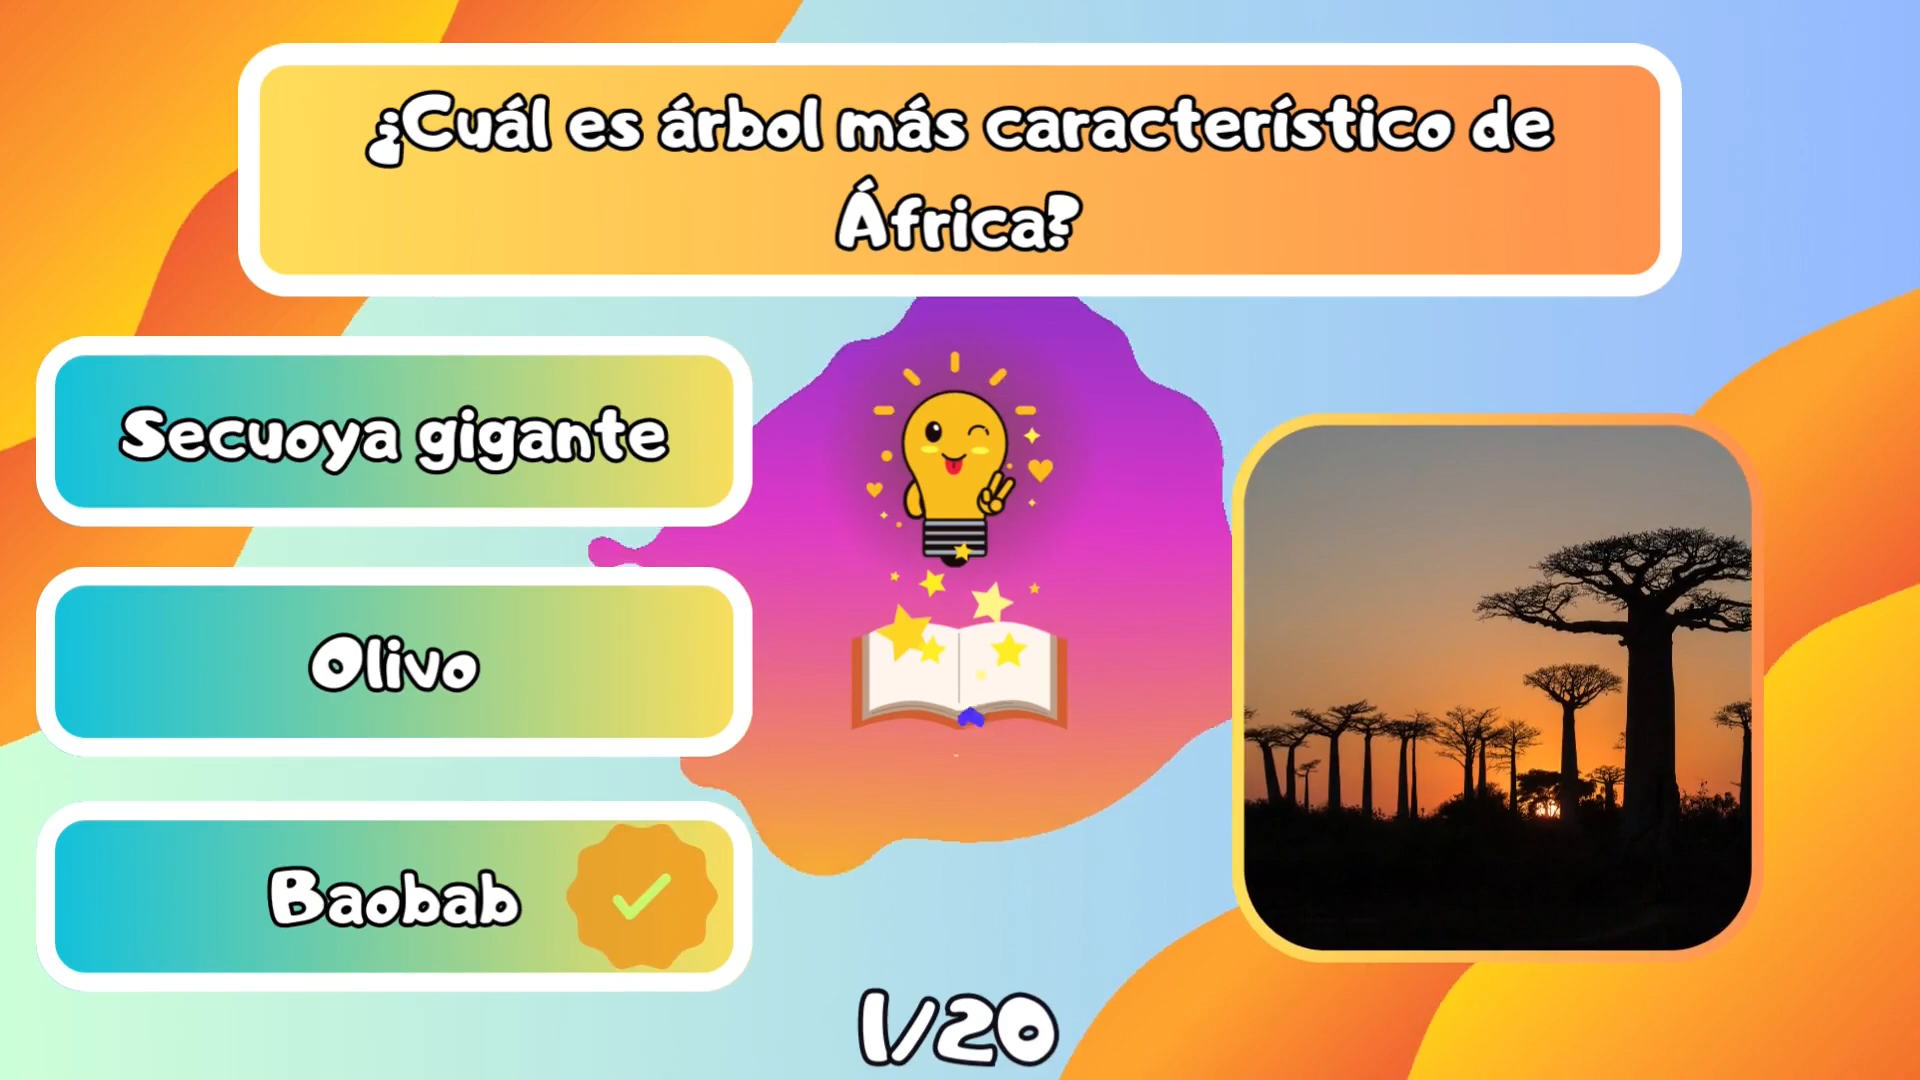 ¿Cuál es árbol más característico de
África?
Secuoya gigante
Olivo
Baobab
1/20